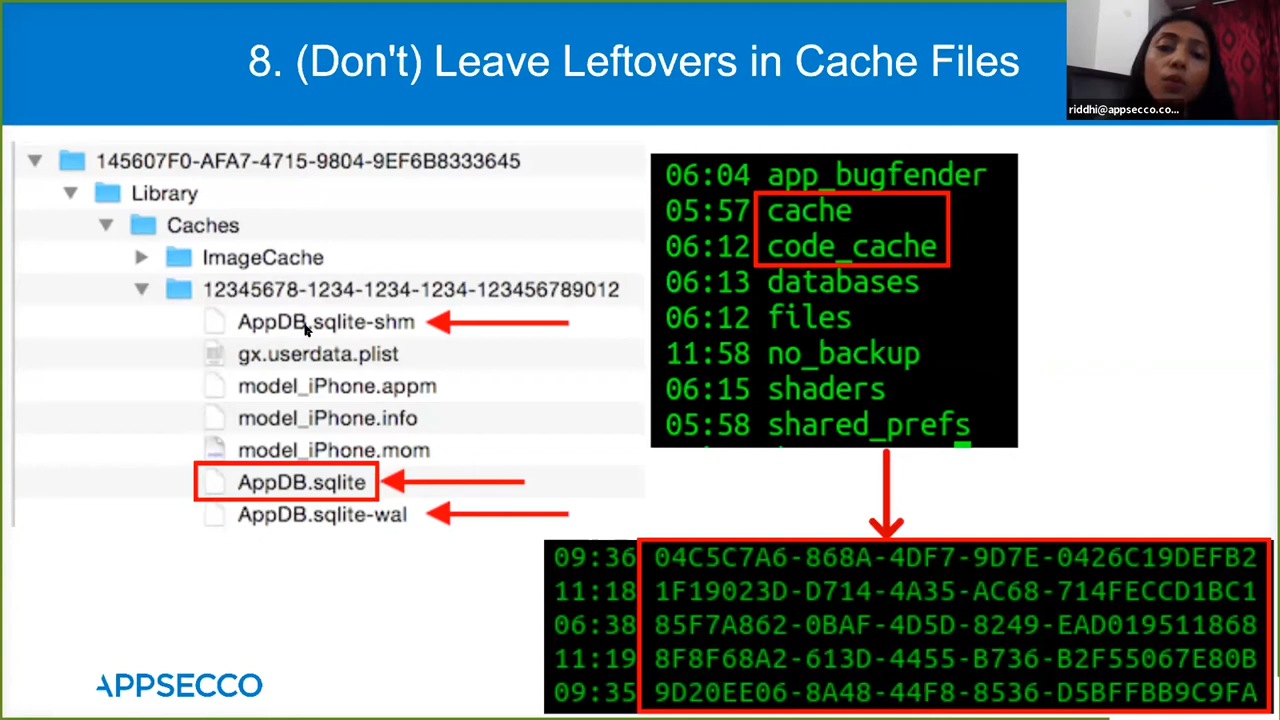 8. (Don't) Leave Leftovers in Cache Files
riddhi@appsecco.co...
145607F0-AFA7-4715-9804-9EF6B8333645
Library
Caches
ImageCache
12345678-1234-1234-1234-123456789012
AppDB.sqlite-shm
gx.userdata.plist
model_iPhone.appm
model_iPhone.info
model_iPhone.mom
AppDB.sqlite
AppDB.sqlite-wal
06:04 app_bugfender
05:57 cache
06:12 code_cache
06:13 databases
06:12 files
11:58 no_backup
06:15 shaders
05:58 shared_prefs
09:36 04C5C7A6-868A-4DF7-9D7E-0426C19DEFB2
11:18 1F19023D-D714-4A35-AC68-714FECCD1BC1
06:38 85F7A862-0BAF-4D5D-8249-EAD019511868
11:19 8F8F68A2-613D-4455-B736-B2F55067E80B
09:35 9D20EE06-8A48-44F8-8536-D5BFFBB9C9FA
APPSECCO